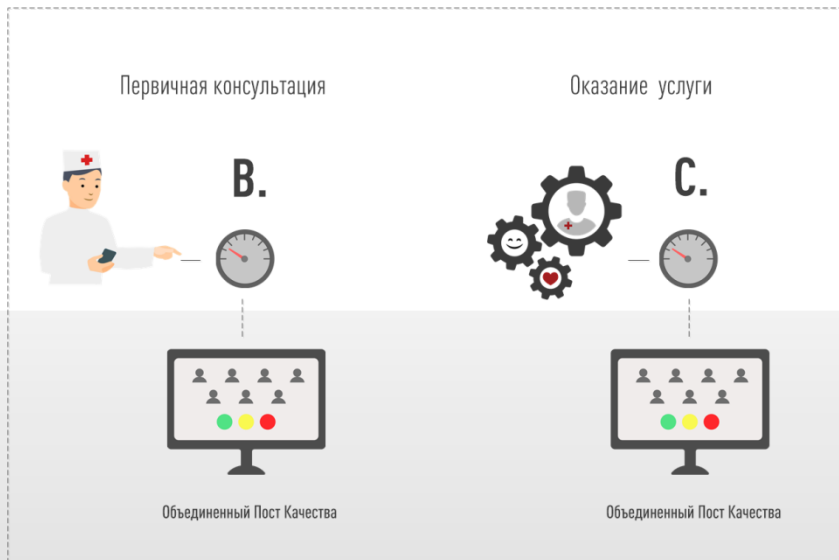 Первичная консультация
Оказание услуги
B.
C.
Объединенный Пост Качества
Объединенный Пост Качества